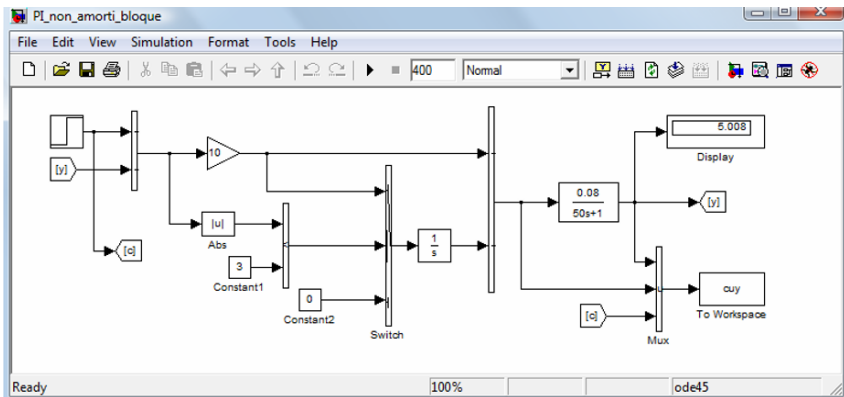 PI_non_amorti_bloque
File Edit View Simulation Format Tools Help
400 Normal
5.008
Display
10
[y]
0.08
50s+1
[y]
|u|
Abs
[c]
<
1
s
3
Constant1
0
Constant2
Switch
[c]
Mux
cuy
To Workspace
Ready 100% ode45